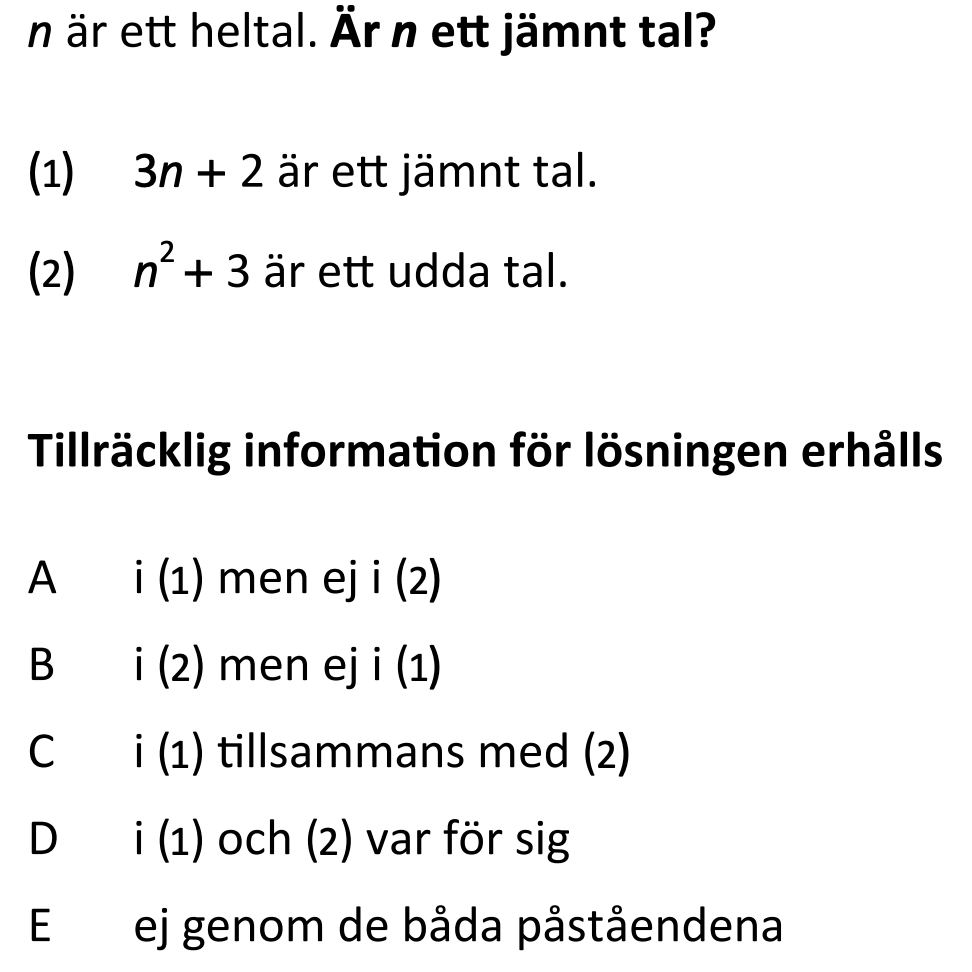 n är ett heltal. Är n ett jämnt tal?
(1) 3n + 2 är ett jämnt tal.
(2) n² + 3 är ett udda tal.
Tillräcklig information för lösningen erhålls
A i (1) men ej i (2)
B i (2) men ej i (1)
C i (1) tillsammans med (2)
D i (1) och (2) var för sig
E ej genom de båda påståendena